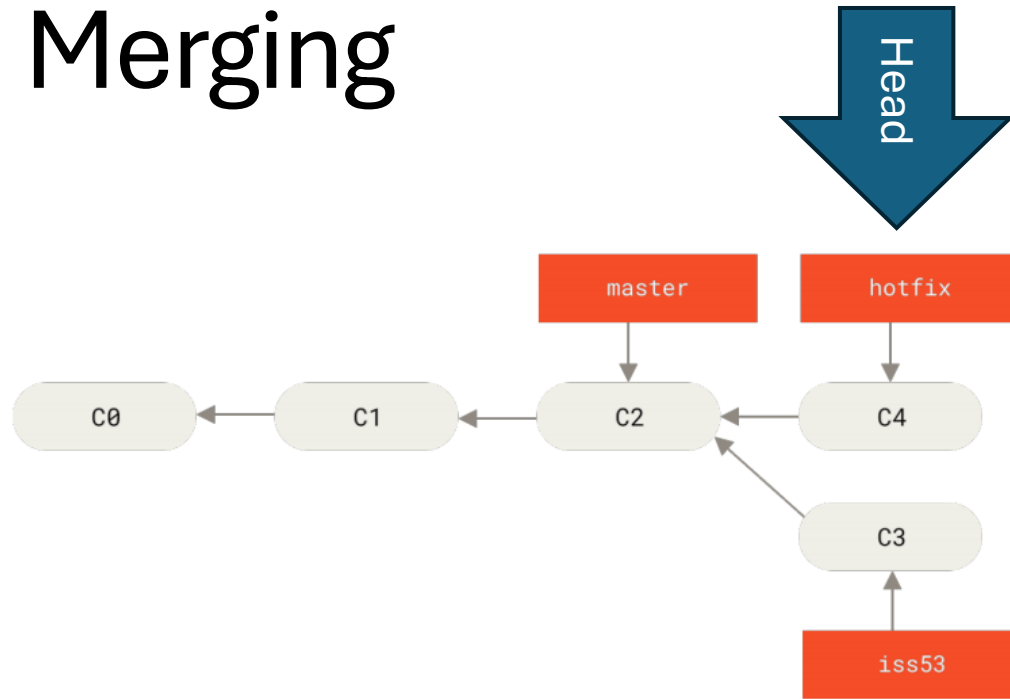 Merging
Head
master
hotfix
C0
C1
C2
C4
C3
iss53